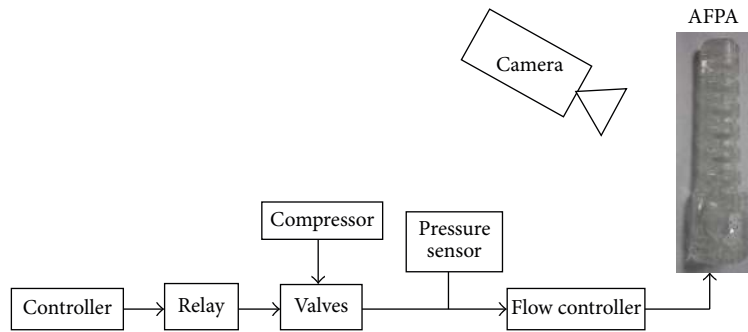 AFPA
Camera
Compressor
Pressure
sensor
Controller
Relay
Valves
Flow controller